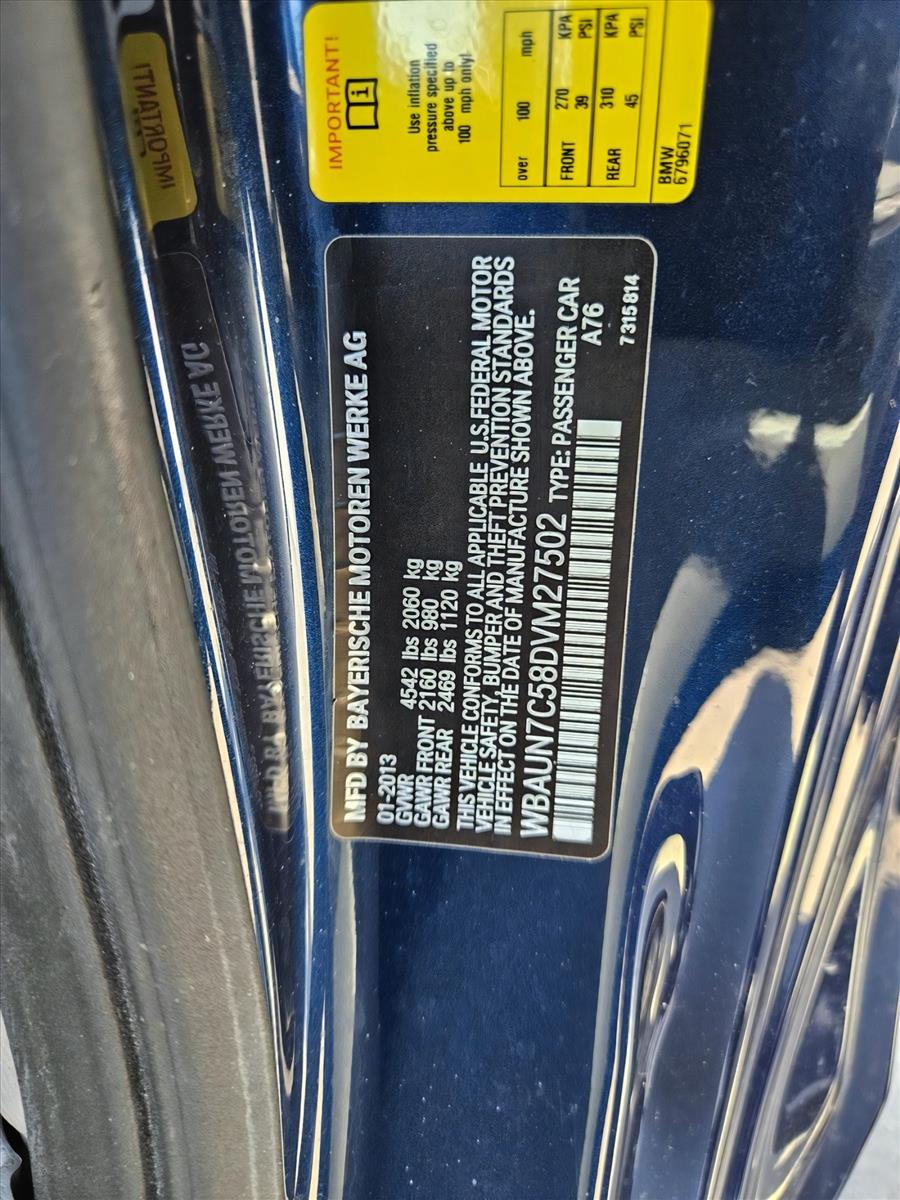 IMPORTANT!
Use inflation
pressure specified
above up to
100 mph only!
over 100 mph
FRONT 270 KPA
39 PSI
REAR 310 KPA
45 PSI
BMW
6796071
MFD BY BAYERISCHE MOTOREN WERKE AG
01-2013
GVWR 4542 lbs 2060 kg
GAWR FRONT 2160 lbs 980 kg
GAWR REAR 2469 lbs 1120 kg
THIS VEHICLE CONFORMS TO ALL APPLICABLE U.S.FEDERAL MOTOR
VEHICLE SAFETY, BUMPER AND THEFT PREVENTION STANDARDS
IN EFFECT ON THE DATE OF MANUFACTURE SHOWN ABOVE.
WBAUN7C58DVM27502 TYPE: PASSENGER CAR
A76
7 315 814